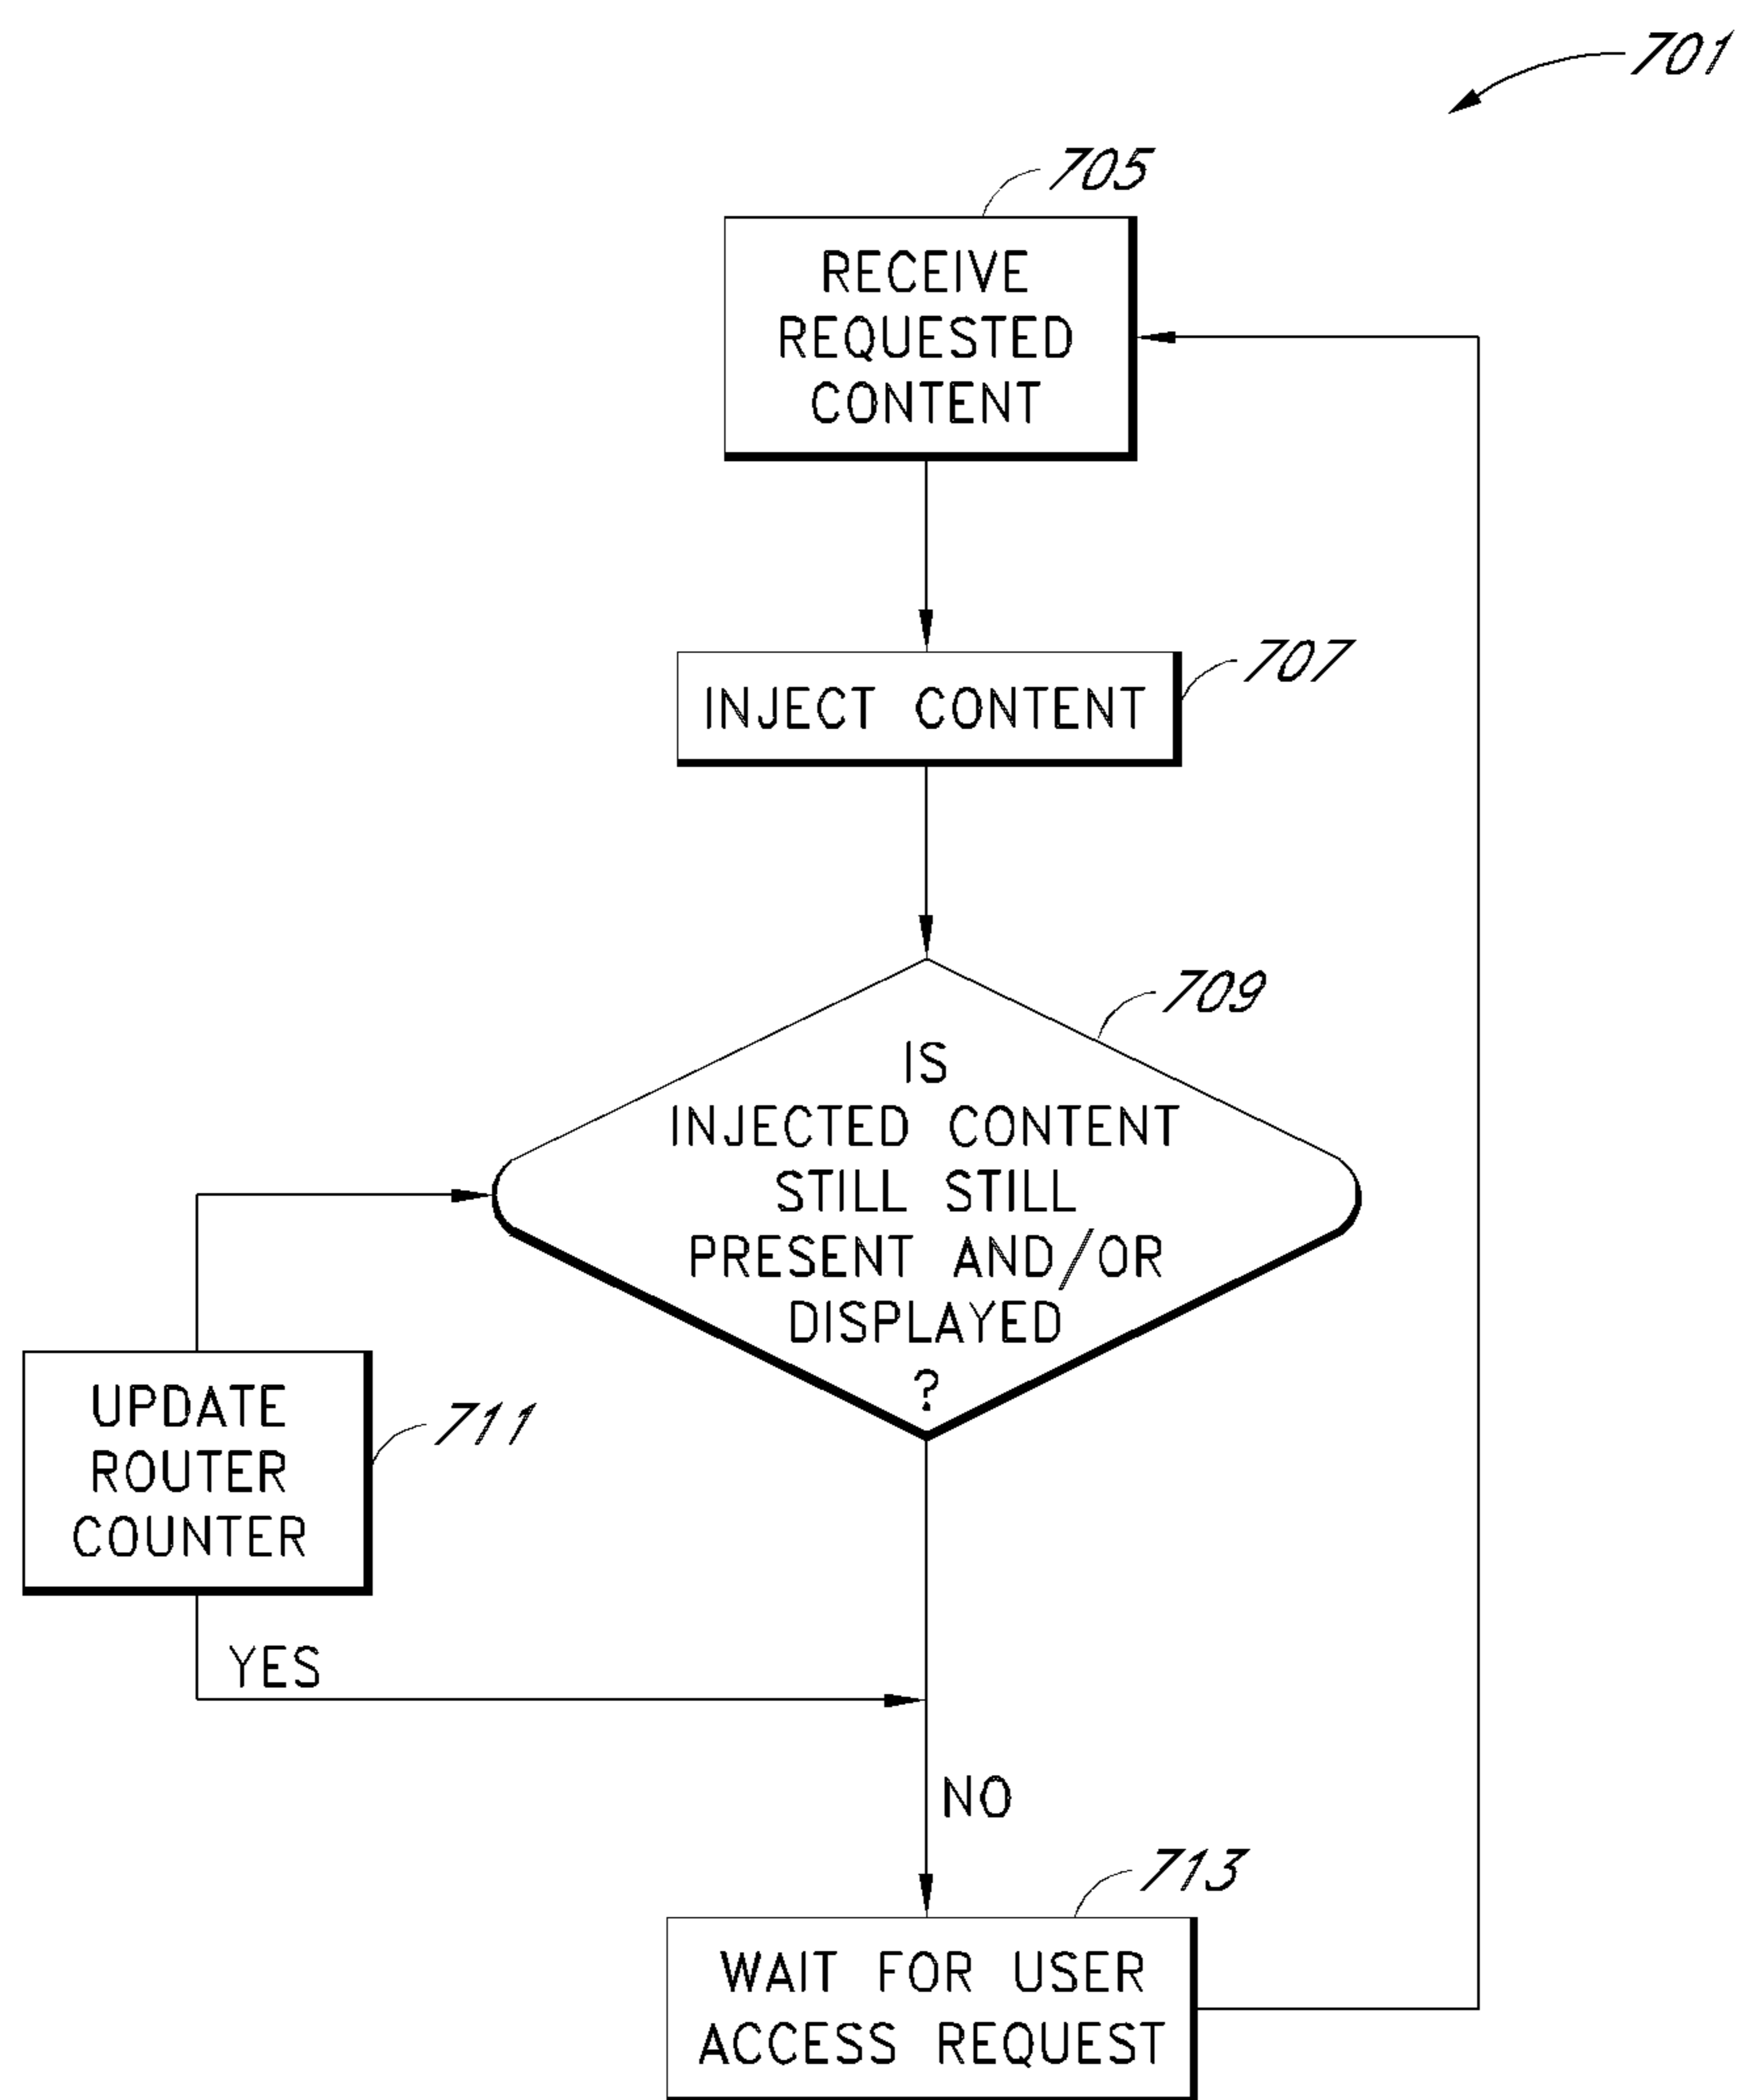 701
705
RECEIVE
REQUESTED
CONTENT
707
INJECT CONTENT
709
IS
INJECTED CONTENT
STILL STILL
PRESENT AND/OR
DISPLAYED
?
UPDATE
ROUTER
COUNTER
711
YES
NO
713
WAIT FOR USER
ACCESS REQUEST